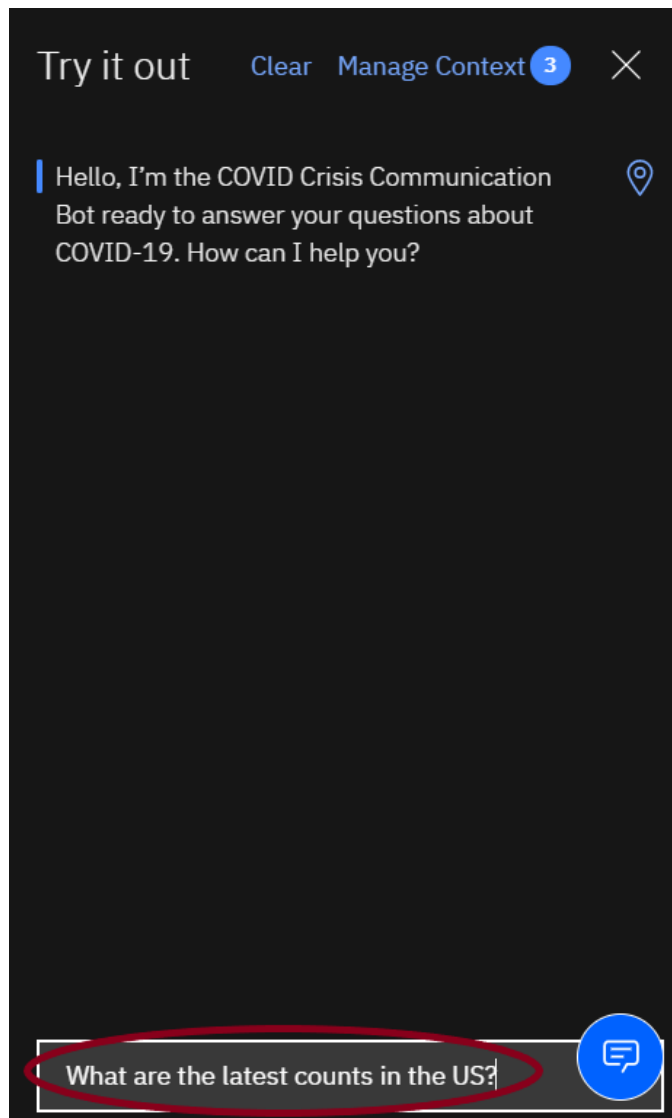 Try it out Clear Manage Context 3
Hello, I’m the COVID Crisis Communication
Bot ready to answer your questions about
COVID-19. How can I help you?
What are the latest counts in the US?